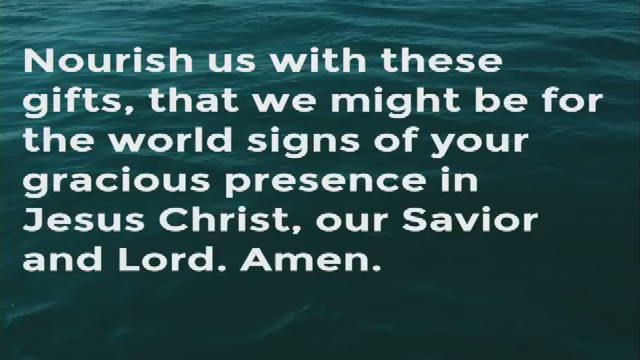 Nourish us with these
gifts, that we might be for
the world signs of your
gracious presence in
Jesus Christ, our Savior
and Lord. Amen.